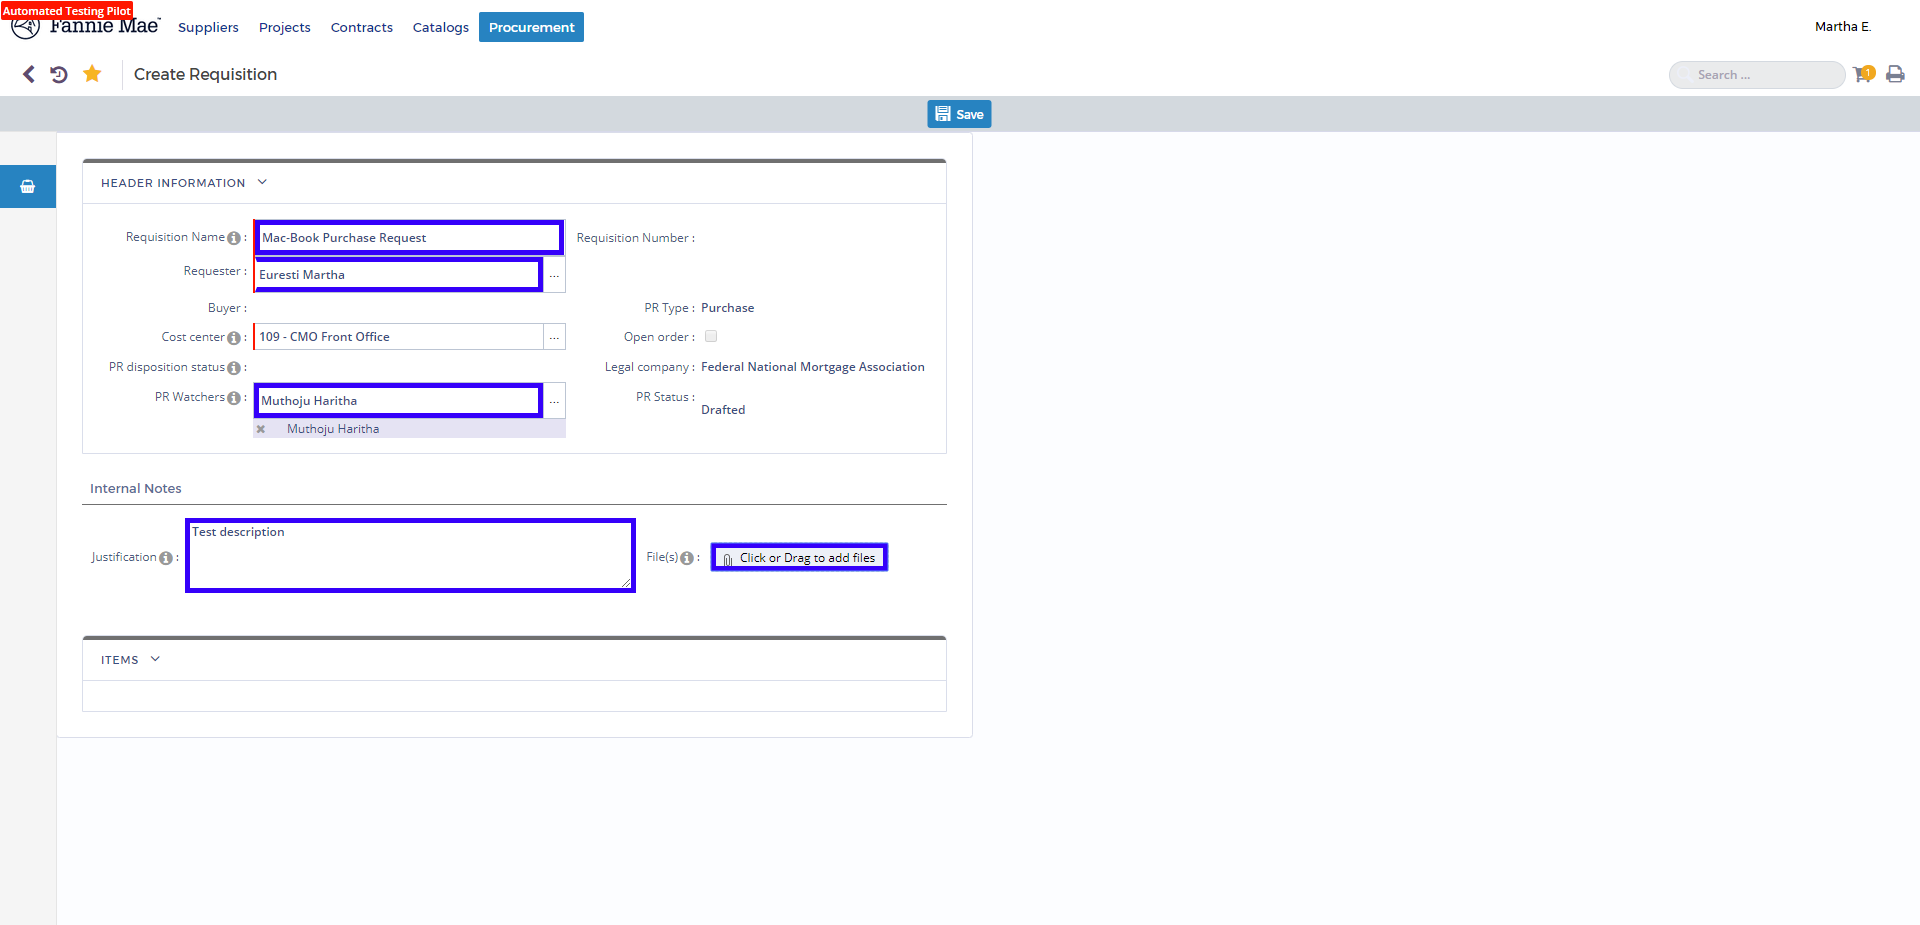 Automated Testing Pilot
Fannie Mae™ Suppliers Projects Contracts Catalogs Procurement Martha E.
Create Requisition Search ... 1
Save
HEADER INFORMATION
Requisition Name : Mac-Book Purchase Request Requisition Number :
Requester : Euresti Martha ...
Buyer : PR Type : Purchase
Cost center : 109 - CMO Front Office ... Open order :
PR disposition status : Legal company : Federal National Mortgage Association
PR Watchers : Muthoju Haritha ... PR Status : Drafted
Muthoju Haritha
Internal Notes
Justification : Test description File(s) : Click or Drag to add files
ITEMS